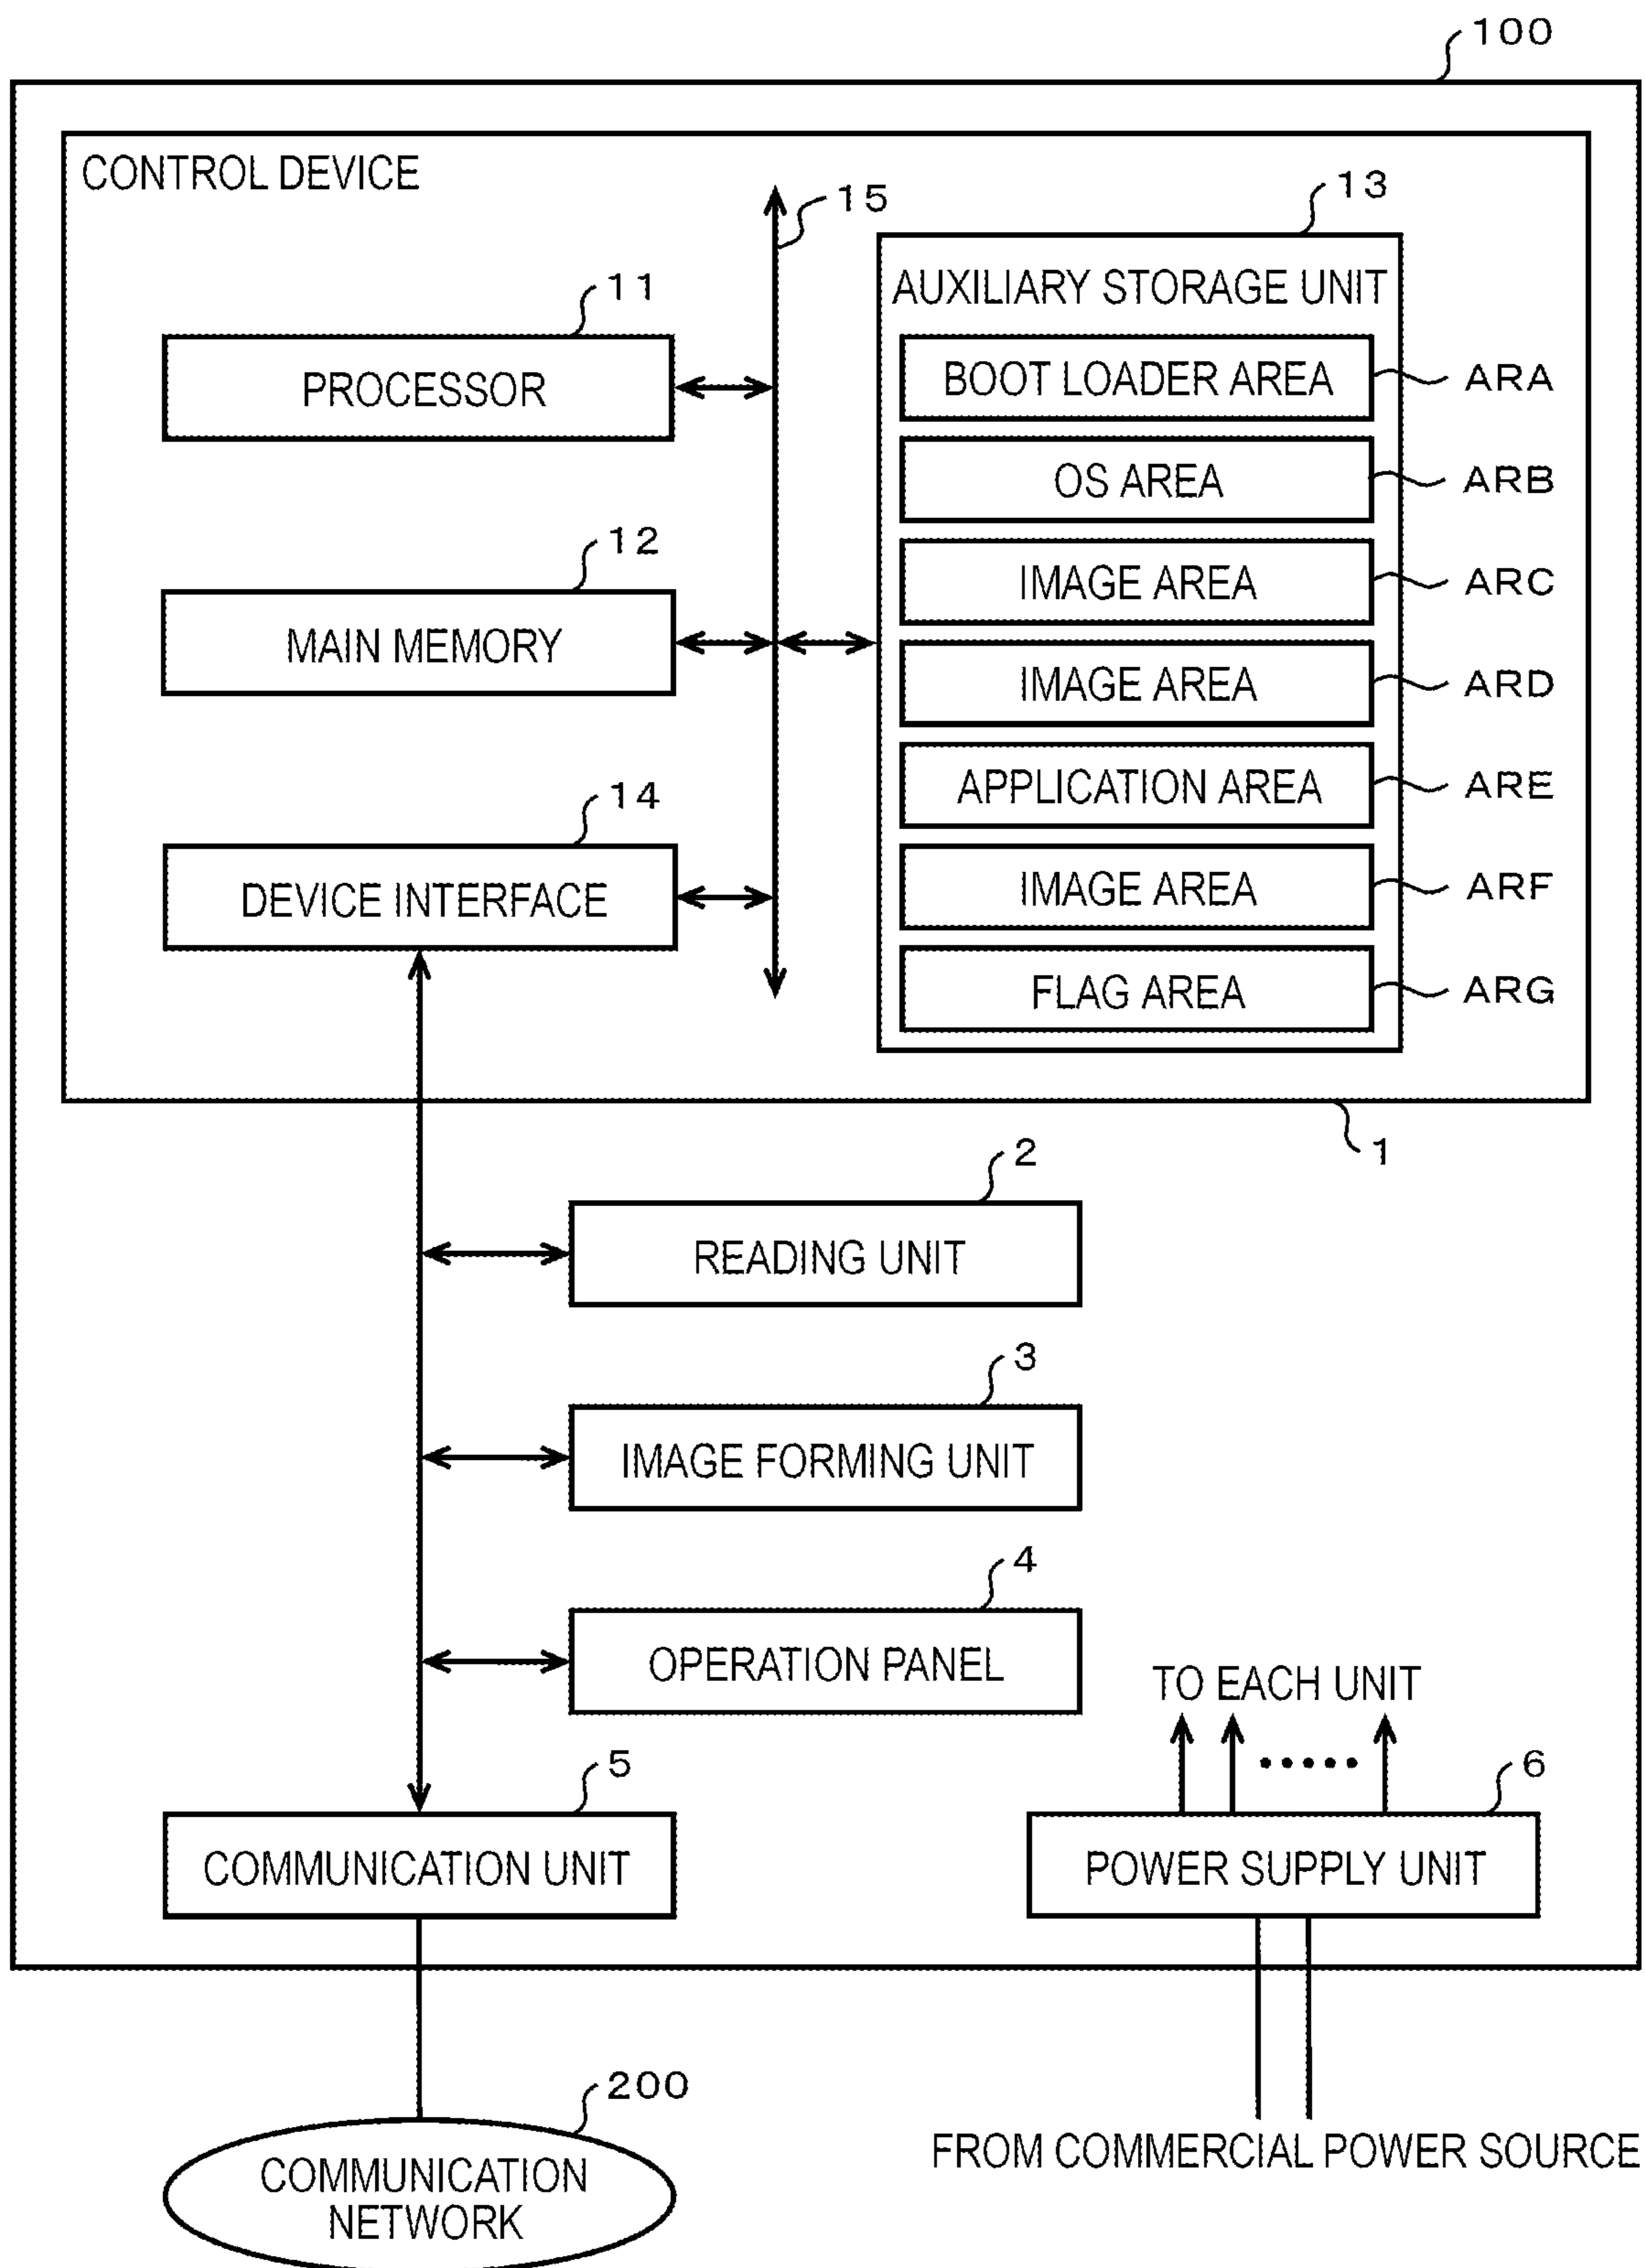 100
CONTROL DEVICE
15
13
AUXILIARY STORAGE UNIT
11
PROCESSOR
BOOT LOADER AREA
ARA
OS AREA
ARB
12
MAIN MEMORY
IMAGE AREA
ARC
IMAGE AREA
ARD
APPLICATION AREA
ARE
14
DEVICE INTERFACE
IMAGE AREA
ARF
FLAG AREA
ARG
1
2
READING UNIT
3
IMAGE FORMING UNIT
4
OPERATION PANEL
TO EACH UNIT
5
COMMUNICATION UNIT
6
POWER SUPPLY UNIT
200
COMMUNICATION
NETWORK
FROM COMMERCIAL POWER SOURCE